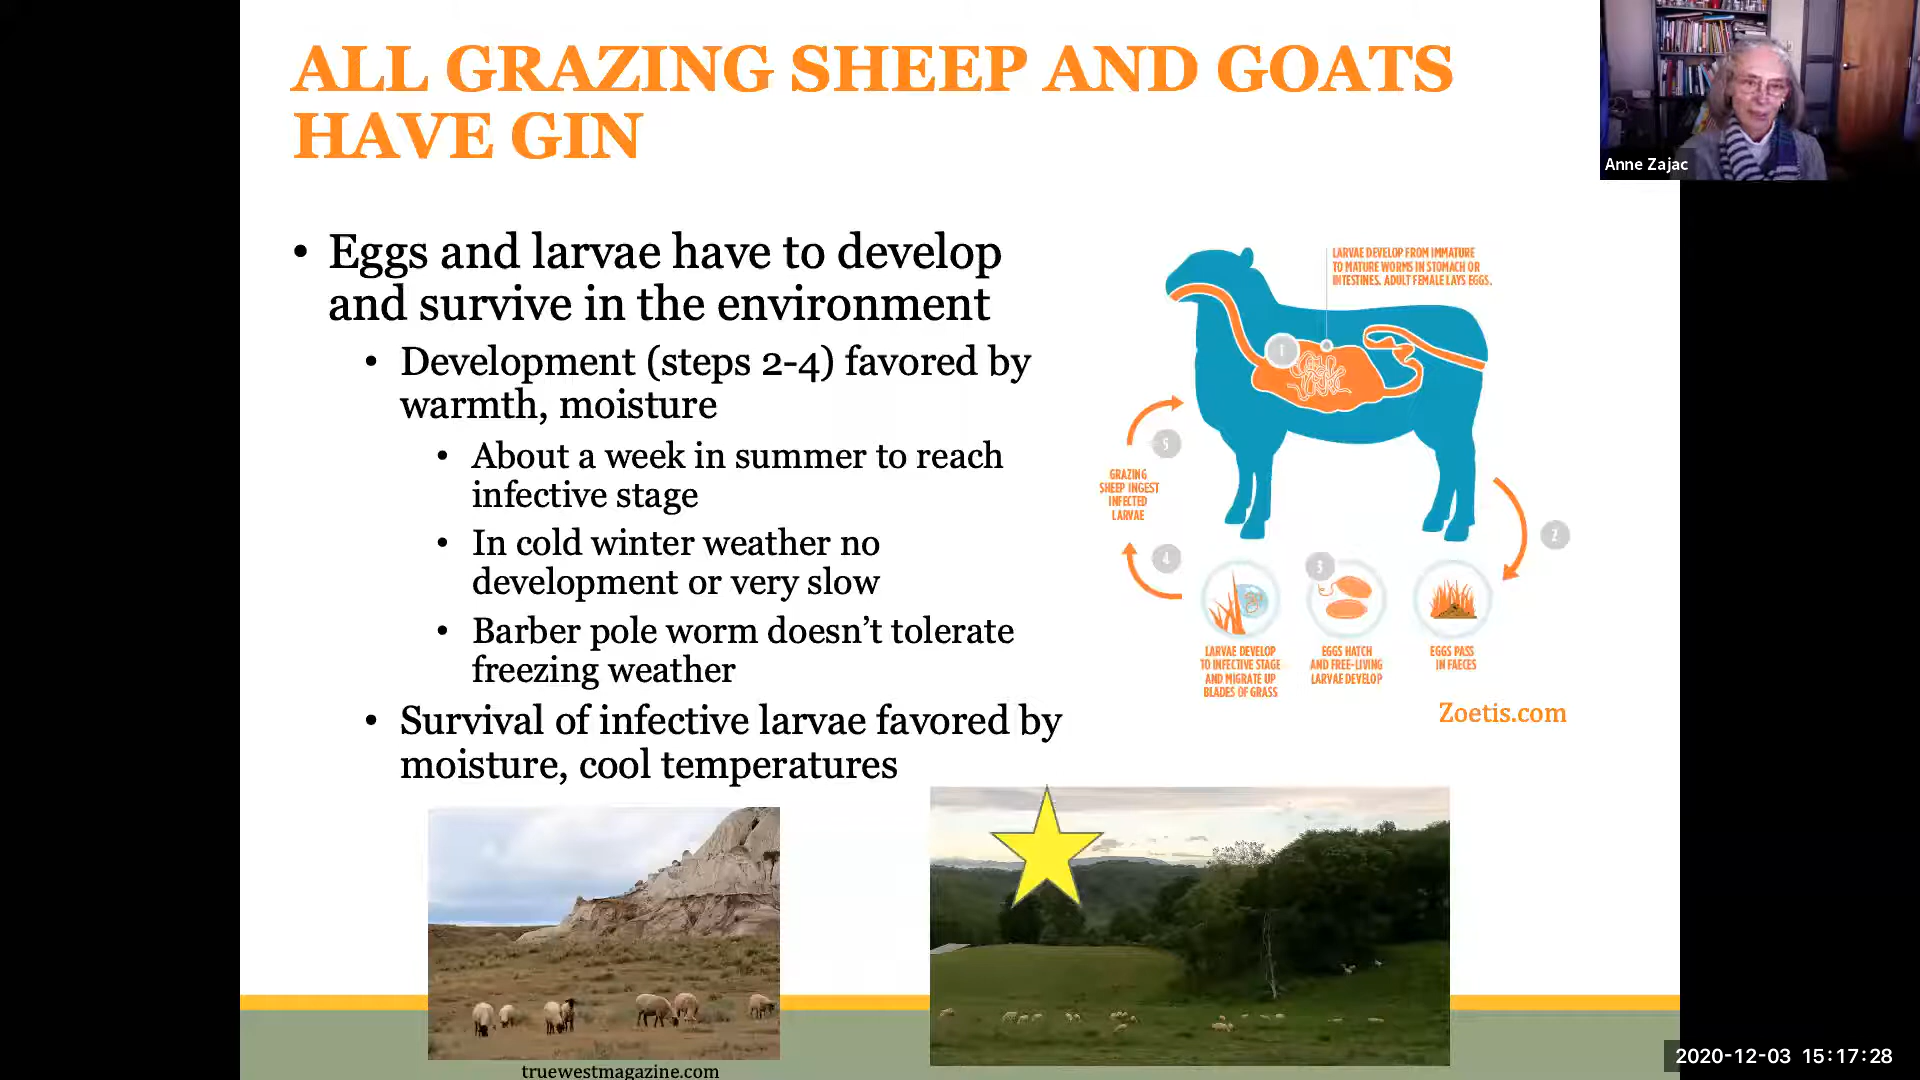 ALL GRAZING SHEEP AND GOATS
HAVE GIN
Anne Zajac
• Eggs and larvae have to develop
and survive in the environment
• Development (steps 2-4) favored by
warmth, moisture
• About a week in summer to reach
infective stage
• In cold winter weather no
development or very slow
• Barber pole worm doesn’t tolerate
freezing weather
• Survival of infective larvae favored by
moisture, cool temperatures
LARVAE DEVELOP FROM IMMATURE
TO MATURE WORMS IN STOMACH OR
INTESTINES. ADULT FEMALE LAYS EGGS.
1
5
GRAZING
SHEEP INGEST
INFECTED
LARVAE
2
4
3
LARVAE DEVELOP
TO INFECTIVE STAGE
AND MIGRATE UP
BLADES OF GRASS
EGGS HATCH
AND FREE-LIVING
LARVAE DEVELOP
EGGS PASS
IN FAECES
Zoetis.com
truewestmagazine.com
2020-12-03 15:17:28